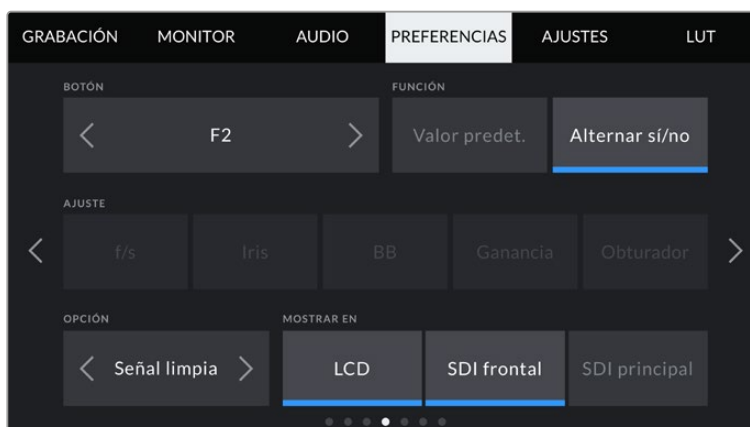 GRABACIÓN MONITOR AUDIO PREFERENCIAS AJUSTES LUT
BOTÓN FUNCIÓN
F2 Valor predet. Alternar sí/no
AJUSTE
f/s Iris BB Ganancia Obturador
OPCIÓN MOSTRAR EN
Señal limpia LCD SDI frontal SDI principal